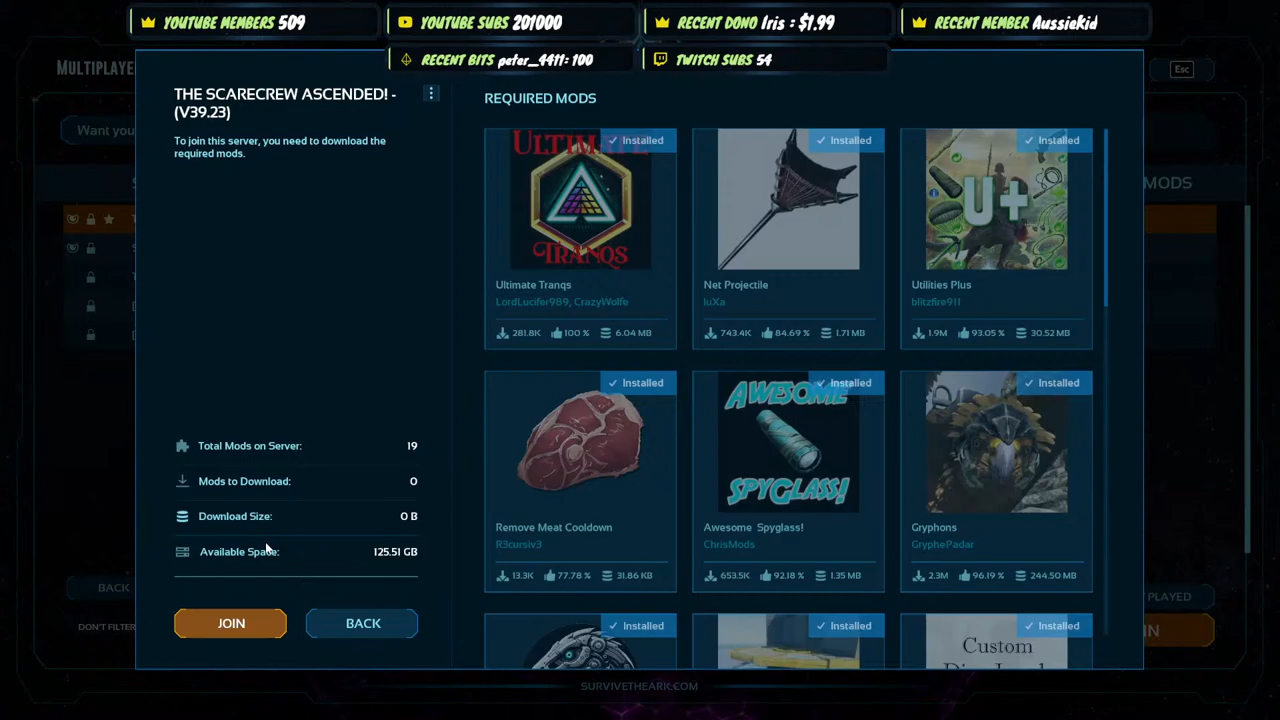 YOUTUBE MEMBERS 509
YOUTUBE SUBS 201000
RECENT DONO Iris : $1.99
RECENT MEMBER AussieKid
RECENT BITS peter_4411: 100
TWITCH SUBS 54
MULTIPLAYE
Esc
Want you
MODS
THE SCARECREW ASCENDED! - (V39.23)
To join this server, you need to download the
required mods.
REQUIRED MODS
Installed
Installed
Installed
ULTIMATE
TRANQS
U+
Ultimate Tranqs
Net Projectile
Utilities Plus
LordLucifer989, CrazyWolfe
luXa
blitzfire911
281.8K 100 % 6.04 MB
743.4K 84.69 % 1.71 MB
1.9M 93.05 % 30.52 MB
Installed
Installed
Installed
AWESOME
SPYGLASS!
Remove Meat Cooldown
Awesome Spyglass!
Gryphons
R3cursiv3
ChrisMods
GryphePadar
13.3K 77.78 % 31.86 KB
653.5K 92.18 % 1.35 MB
2.3M 96.19 % 244.50 MB
Installed
Installed
Installed
Custom
Total Mods on Server: 19
Mods to Download: 0
Download Size: 0 B
Available Space: 125.51 GB
JOIN
BACK
BACK
DON'T FILTER
PLAYED
IN
SURVIVETHEARK.COM